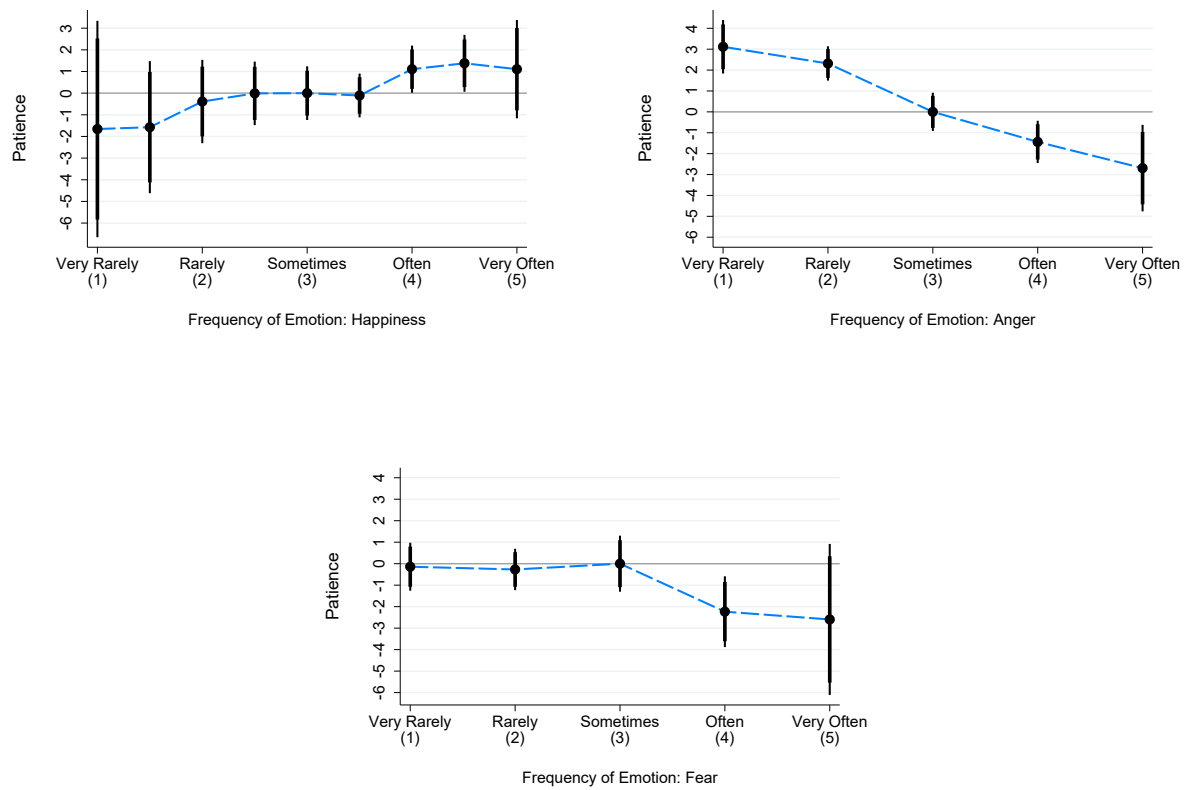 Patience
3
2
1
0
-1
-2
-3
-4
-5
-6
Very Rarely Rarely Sometimes Often Very Often
(1) (2) (3) (4) (5)
Frequency of Emotion: Happiness
Patience
4
3
2
1
0
-1
-2
-3
-4
-5
-6
Very Rarely Rarely Sometimes Often Very Often
(1) (2) (3) (4) (5)
Frequency of Emotion: Anger
Patience
4
3
2
1
0
-1
-2
-3
-4
-5
-6
Very Rarely Rarely Sometimes Often Very Often
(1) (2) (3) (4) (5)
Frequency of Emotion: Fear